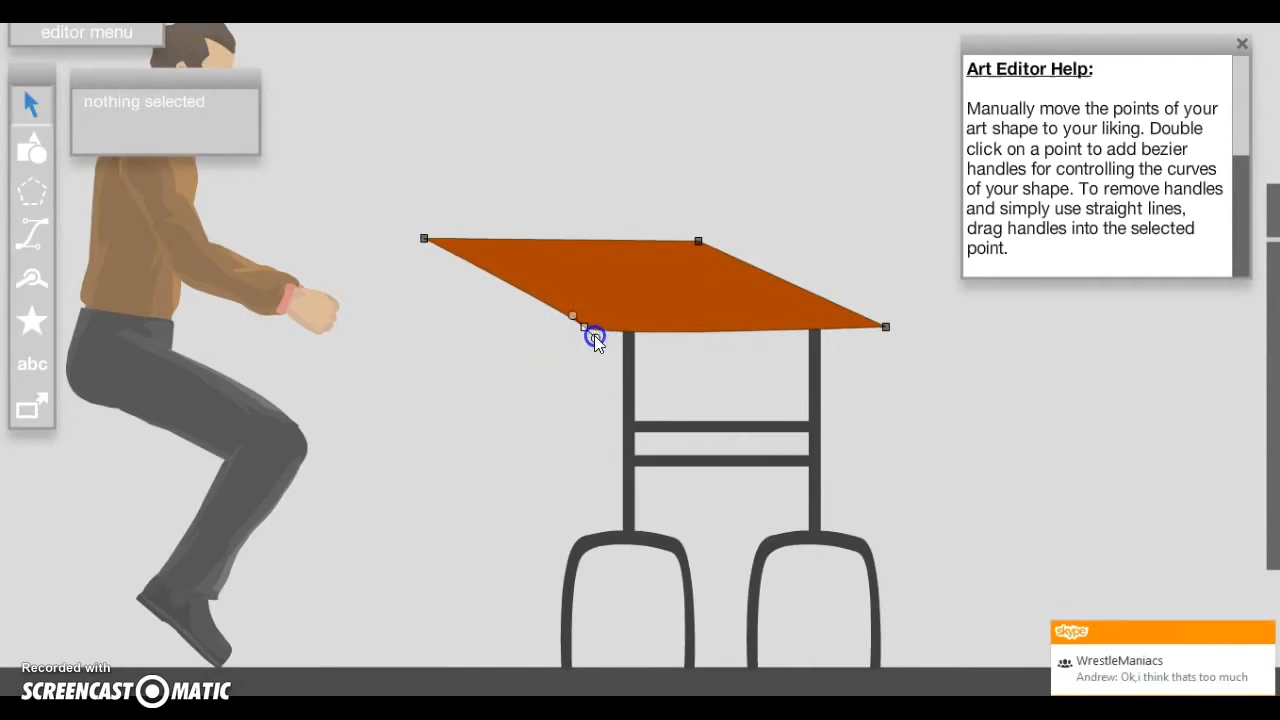 editor menu
nothing selected
abc
Art Editor Help:
Manually move the points of your
art shape to your liking. Double
click on a point to add bezier
handles for controlling the curves
of your shape. To remove handles
and simply use straight lines,
drag handles into the selected
point.
skype
WrestleManiacs
Andrew: Ok,i think thats too much
Recorded with
SCREENCAST MATIC